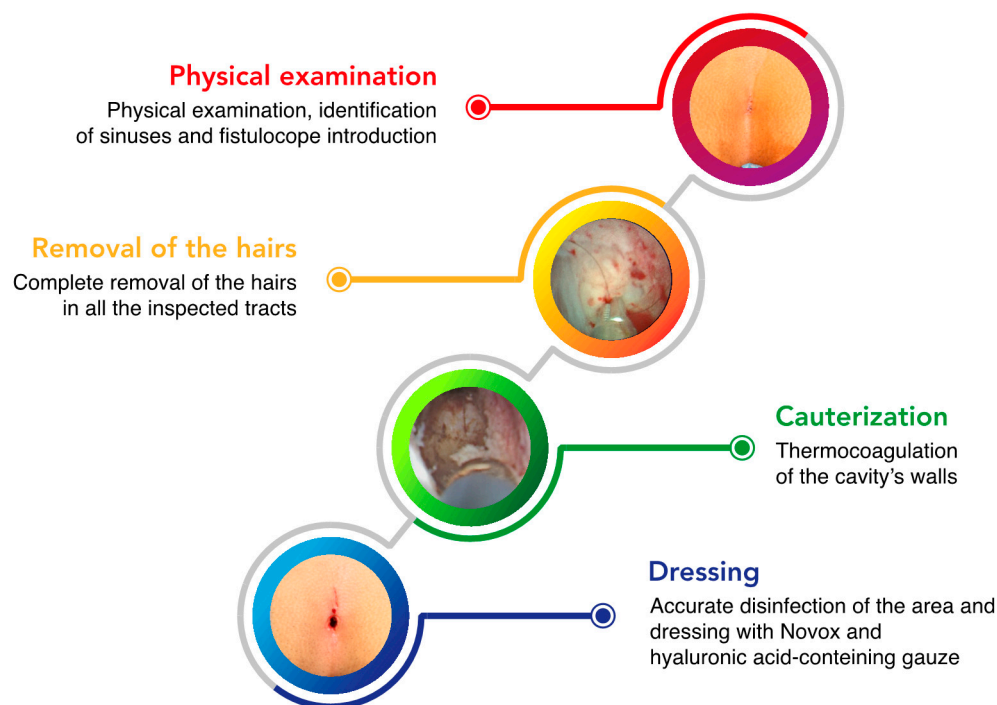 Physical examination
Physical examination, identification
of sinuses and fistulocope introduction
Removal of the hairs
Complete removal of the hairs
in all the inspected tracts
Cauterization
Thermocoagulation
of the cavity’s walls
Dressing
Accurate disinfection of the area and
dressing with Novox and
hyaluronic acid-conteining gauze